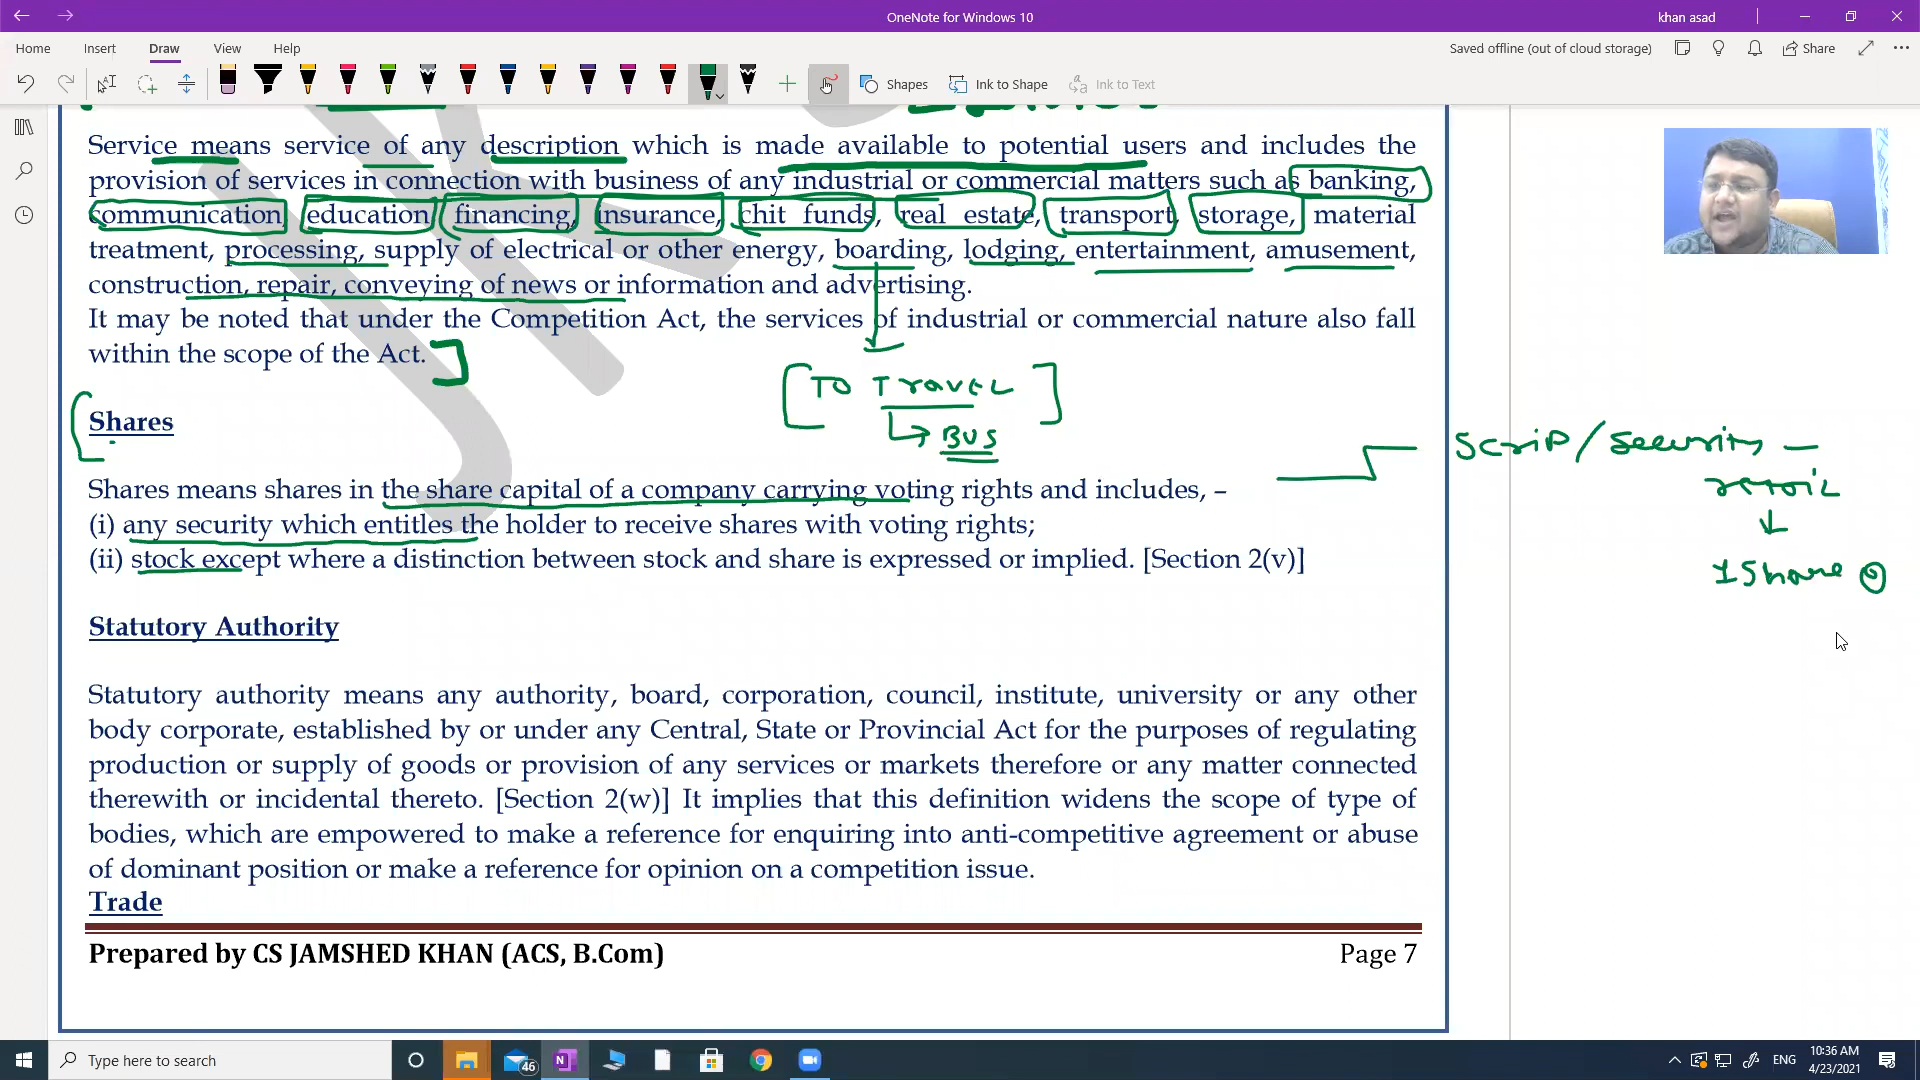 OneNote for Windows 10
khan asad
Home Insert Draw View Help
Saved offline (out of cloud storage)
Share
Shapes
Ink to Shape
Ink to Text
Service means service of any description which is made available to potential users and includes the
provision of services in connection with business of any industrial or commercial matters such as banking,
communication, education, financing, insurance, chit funds, real estate, transport, storage, material
treatment, processing, supply of electrical or other energy, boarding, lodging, entertainment, amusement,
construction, repair, conveying of news or information and advertising.
It may be noted that under the Competition Act, the services of industrial or commercial nature also fall
within the scope of the Act.
TO Travel
BUS
Shares
Scrip/Security –
1 Share
Shares means shares in the share capital of a company carrying voting rights and includes, –
(i) any security which entitles the holder to receive shares with voting rights;
(ii) stock except where a distinction between stock and share is expressed or implied. [Section 2(v)]
Statutory Authority
Statutory authority means any authority, board, corporation, council, institute, university or any other
body corporate, established by or under any Central, State or Provincial Act for the purposes of regulating
production or supply of goods or provision of any services or markets therefore or any matter connected
therewith or incidental thereto. [Section 2(w)] It implies that this definition widens the scope of type of
bodies, which are empowered to make a reference for enquiring into anti-competitive agreement or abuse
of dominant position or make a reference for opinion on a competition issue.
Trade
Prepared by CS JAMSHED KHAN (ACS, B.Com)
Page 7
Type here to search
46
ENG
10:36 AM
4/23/2021